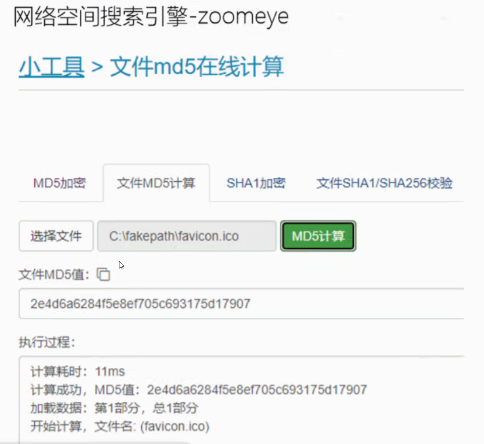 网络空间搜索引擎-zoomeye
小工具 > 文件md5在线计算
MD5加密 文件MD5计算 SHA1加密 文件SHA1/SHA256校验
选择文件 C:\fakepath\favicon.ico MD5计算
文件MD5值：
2e4d6a6284f5e8ef705c693175d17907
执行过程：
计算耗时：11ms
计算成功，MD5值：2e4d6a6284f5e8ef705c693175d17907
加载数据：第1部分，总1部分
开始计算，文件名: (favicon.ico)